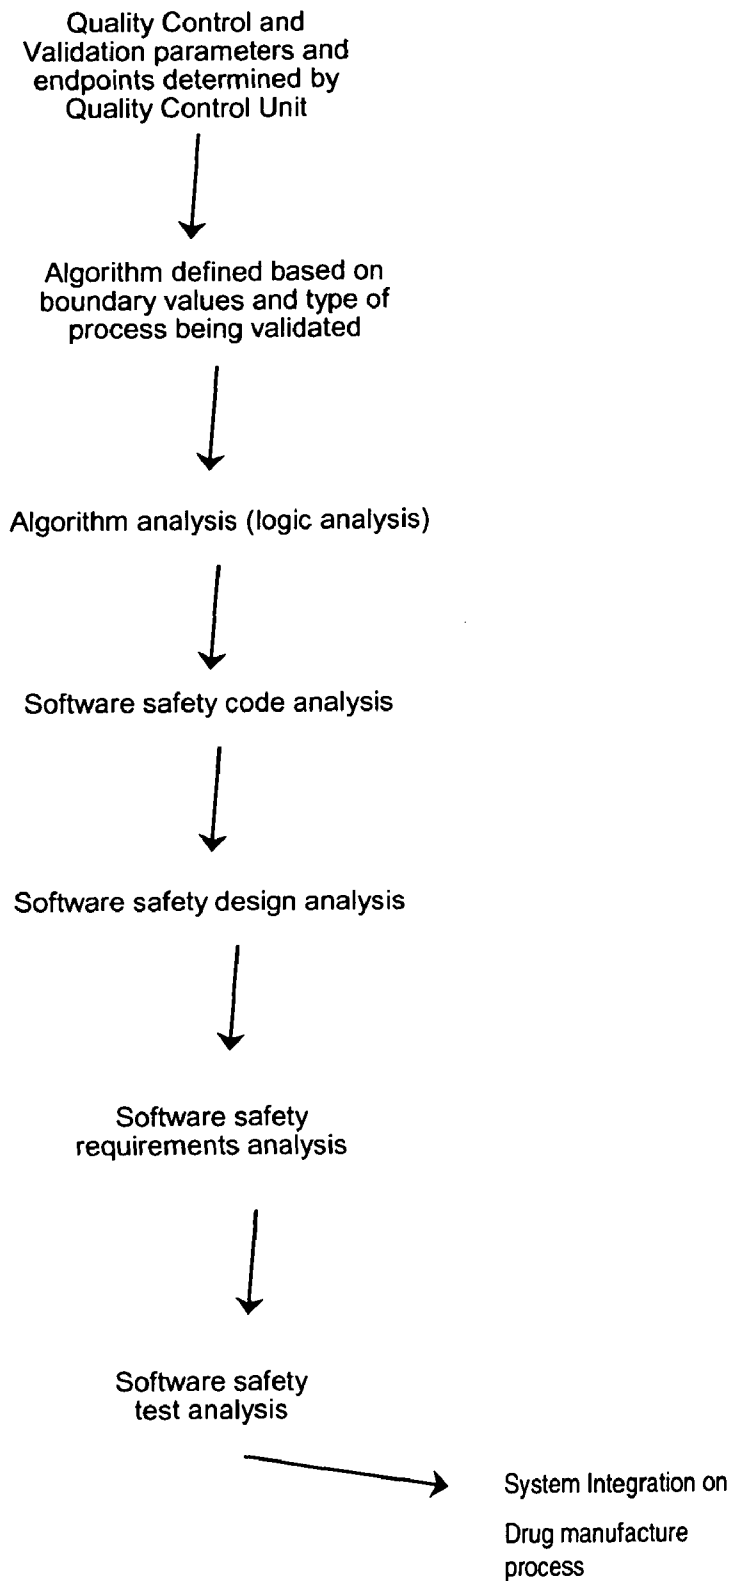 Quality Control and
Validation parameters and
endpoints determined by
Quality Control Unit
Algorithm defined based on
boundary values and type of
process being validated
Algorithm analysis (logic analysis)
Software safety code analysis
Software safety design analysis
Software safety
requirements analysis
Software safety
test analysis
System Integration on
Drug manufacture
process